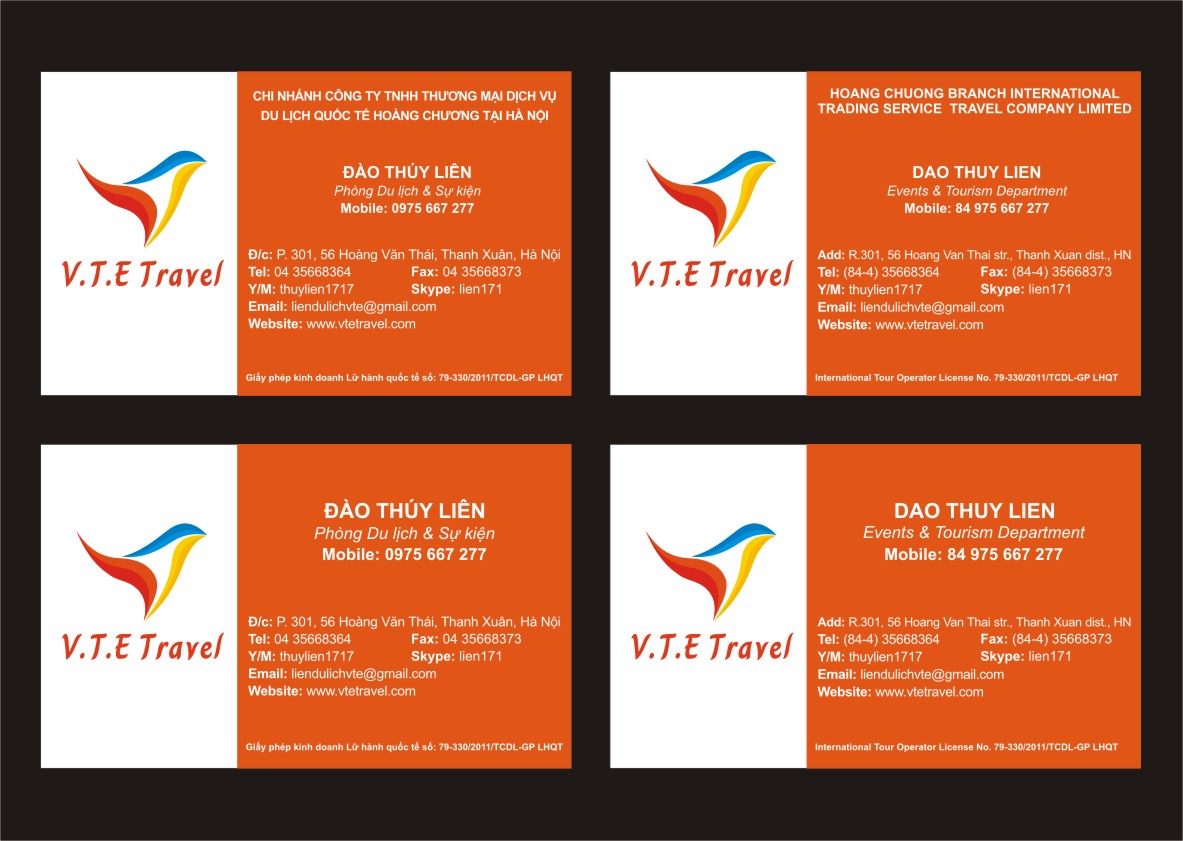 V.T.E Travel
CHI NHÁNH CÔNG TY TNHH THƯƠNG MẠI DỊCH VỤ
DU LỊCH QUỐC TẾ HOÀNG CHƯƠNG TẠI HÀ NỘI
ĐÀO THÚY LIÊN
Phòng Du lịch & Sự kiện
Mobile: 0975 667 277
Đ/c: P. 301, 56 Hoàng Văn Thái, Thanh Xuân, Hà Nội
Tel: 04 35668364 Fax: 04 35668373
Y/M: thuylien1717 Skype: lien171
Email: liendulichvte@gmail.com
Website: www.vtetravel.com
Giấy phép kinh doanh Lữ hành quốc tế số: 79-330/2011/TCDL-GP LHQT
V.T.E Travel
HOANG CHUONG BRANCH INTERNATIONAL
TRADING SERVICE TRAVEL COMPANY LIMITED
DAO THUY LIEN
Events & Tourism Department
Mobile: 84 975 667 277
Add: R.301, 56 Hoang Van Thai str., Thanh Xuan dist., HN
Tel: (84-4) 35668364 Fax: (84-4) 35668373
Y/M: thuylien1717 Skype: lien171
Email: liendulichvte@gmail.com
Website: www.vtetravel.com
International Tour Operator License No. 79-330/2011/TCDL-GP LHQT
V.T.E Travel
ĐÀO THÚY LIÊN
Phòng Du lịch & Sự kiện
Mobile: 0975 667 277
Đ/c: P. 301, 56 Hoàng Văn Thái, Thanh Xuân, Hà Nội
Tel: 04 35668364 Fax: 04 35668373
Y/M: thuylien1717 Skype: lien171
Email: liendulichvte@gmail.com
Website: www.vtetravel.com
Giấy phép kinh doanh Lữ hành quốc tế số: 79-330/2011/TCDL-GP LHQT
V.T.E Travel
DAO THUY LIEN
Events & Tourism Department
Mobile: 84 975 667 277
Add: R.301, 56 Hoang Van Thai str., Thanh Xuan dist., HN
Tel: (84-4) 35668364 Fax: (84-4) 35668373
Y/M: thuylien1717 Skype: lien171
Email: liendulichvte@gmail.com
Website: www.vtetravel.com
International Tour Operator License No. 79-330/2011/TCDL-GP LHQT